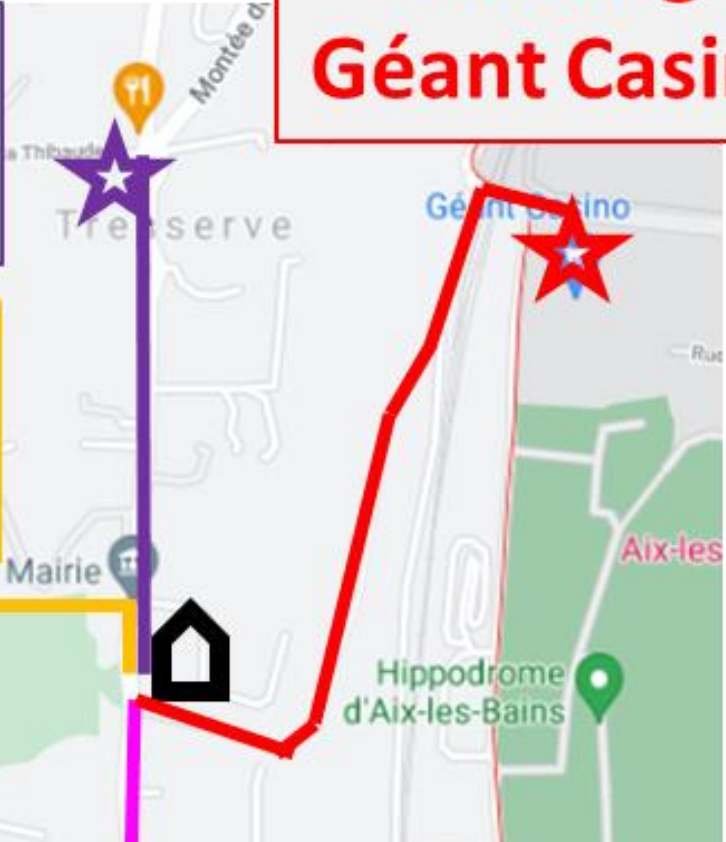 Géant Casi
Montée d
a Thibaude
Tresserve
Géant Casino
Rue
Mairie
Aix-les
Hippodrome
d'Aix-les-Bains